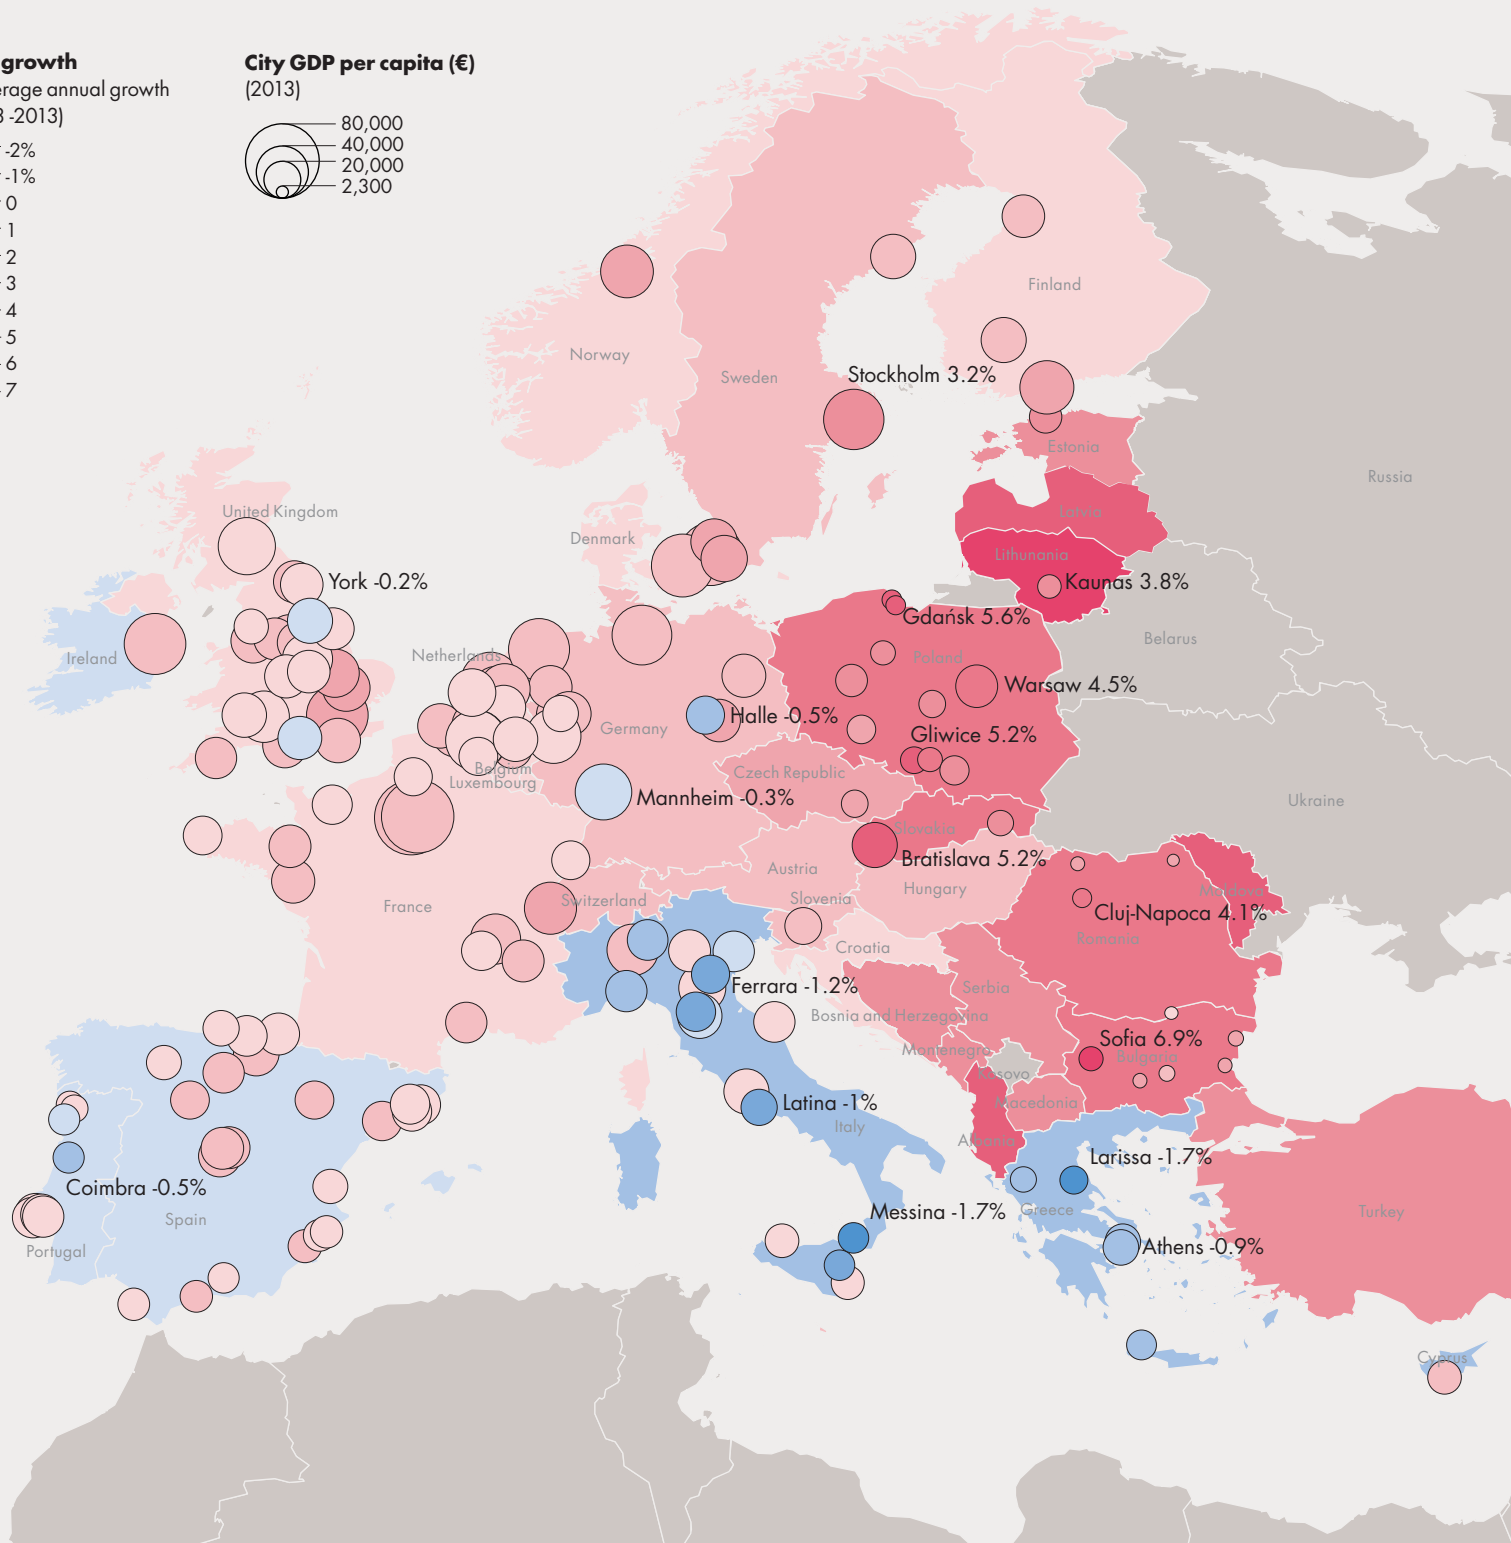 growth
erage annual growth
3 -2013)
-2%
-1%
0
1
2
3
4
5
6
7
City GDP per capita (€)
(2013)
80,000
40,000
20,000
2,300
Finland
Norway
Sweden
Stockholm 3.2%
Estonia
Russia
United Kingdom
Latvia
Denmark
Lithunania
York -0.2%
Kaunas 3.8%
Gdańsk 5.6%
Belarus
Ireland
Netherlands
Poland
Warsaw 4.5%
Halle -0.5%
Germany
Gliwice 5.2%
Belgium
Luxembourg
Czech Republic
Mannheim -0.3%
Ukraine
Slovakia
Bratislava 5.2%
Austria
Hungary
Moldova
Switzerland
Slovenia
France
Cluj-Napoca 4.1%
Romania
Croatia
Ferrara -1.2%
Serbia
Bosnia and Herzegovina
Sofia 6.9%
Montenegro
Bulgaria
Kosovo
Latina -1%
Macedonia
Italy
Albania
Larissa -1.7%
Coimbra -0.5%
Messina -1.7%
Greece
Spain
Turkey
Portugal
Athens -0.9%
Cyprus